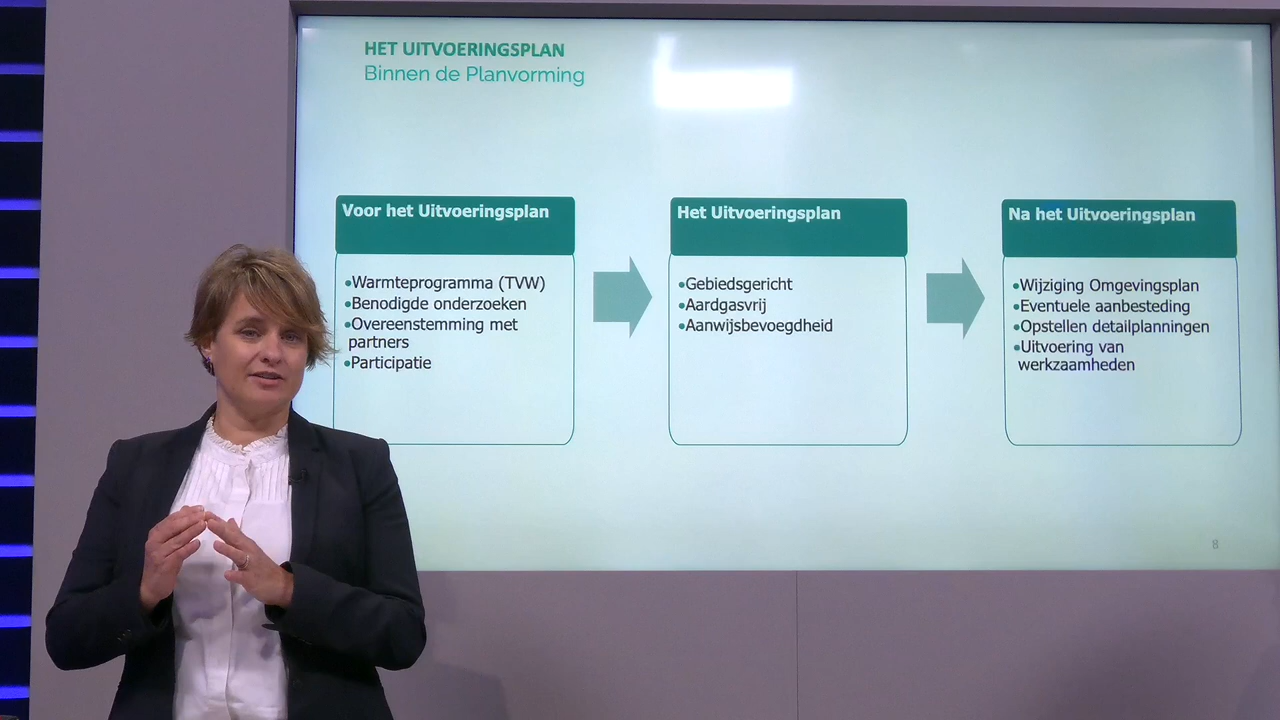 HET UITVOERINGSPLAN
Binnen de Planvorming
Voor het Uitvoeringsplan
•Warmteprogramma (TVW)
•Benodigde onderzoeken
•Overeenstemming met
partners
•Participatie
Het Uitvoeringsplan
•Gebiedsgericht
•Aardgasvrij
•Aanwijsbevoegdheid
Na het Uitvoeringsplan
•Wijziging Omgevingsplan
•Eventuele aanbesteding
•Opstellen detailplanningen
•Uitvoering van
werkzaamheden
8